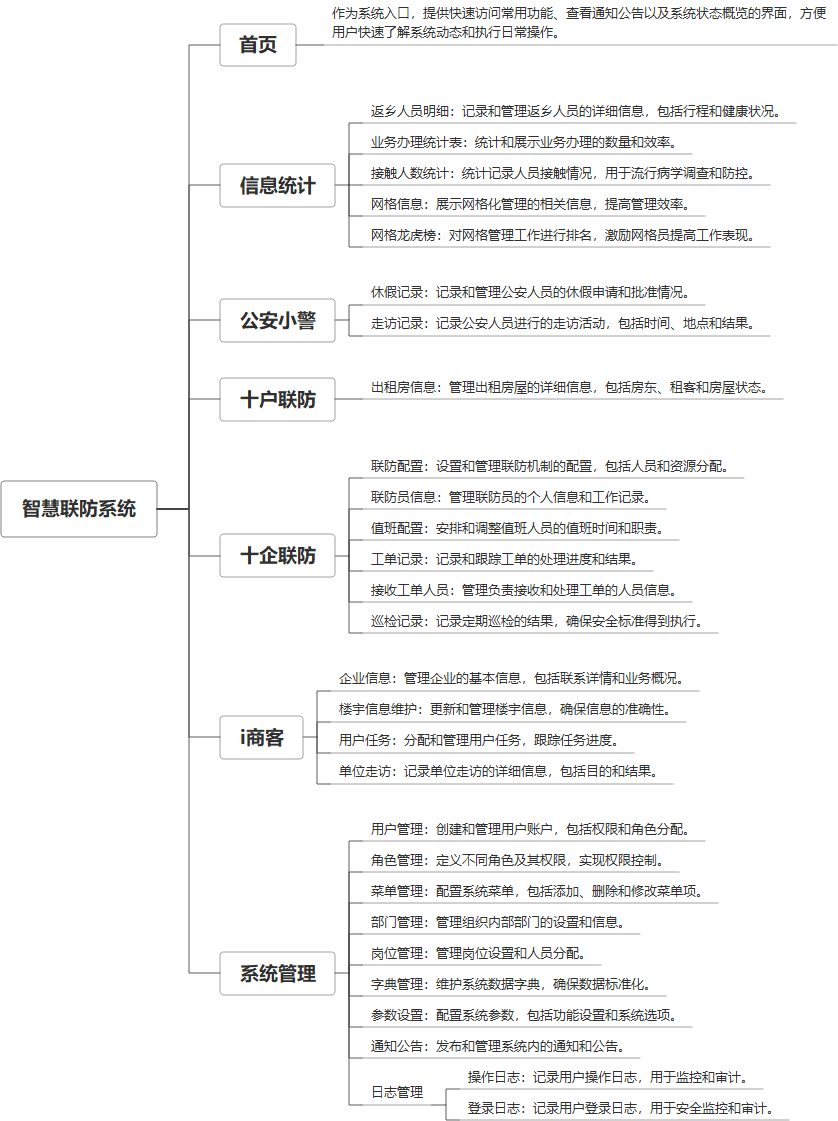 智慧联防系统
首页
作为系统入口，提供快速访问常用功能、查看通知公告以及系统状态概览的界面，方便
用户快速了解系统动态和执行日常操作。
信息统计
返乡人员明细：记录和管理返乡人员的详细信息，包括行程和健康状况。
业务办理统计表：统计和展示业务办理的数量和效率。
接触人数统计：统计记录人员接触情况，用于流行病学调查和防控。
网格信息：展示网格化管理的相关信息，提高管理效率。
网格龙虎榜：对网格管理工作进行排名，激励网格员提高工作表现。
公安小警
休假记录：记录和管理公安人员的休假申请和批准情况。
走访记录：记录公安人员进行的走访活动，包括时间、地点和结果。
十户联防
出租房信息：管理出租房屋的详细信息，包括房东、租客和房屋状态。
十企联防
联防配置：设置和管理联防机制的配置，包括人员和资源分配。
联防员信息：管理联防员的个人信息和工作记录。
值班配置：安排和调整值班人员的值班时间和职责。
工单记录：记录和跟踪工单的处理进度和结果。
接收工单人员：管理负责接收和处理工单的人员信息。
巡检记录：记录定期巡检的结果，确保安全标准得到执行。
i商客
企业信息：管理企业的基本信息，包括联系详情和业务概况。
楼宇信息维护：更新和管理楼宇信息，确保信息的准确性。
用户任务：分配和管理用户任务，跟踪任务进度。
单位走访：记录单位走访的详细信息，包括目的和结果。
系统管理
用户管理：创建和管理用户账户，包括权限和角色分配。
角色管理：定义不同角色及其权限，实现权限控制。
菜单管理：配置系统菜单，包括添加、删除和修改菜单项。
部门管理：管理组织内部部门的设置和信息。
岗位管理：管理岗位设置和人员分配。
字典管理：维护系统数据字典，确保数据标准化。
参数设置：配置系统参数，包括功能设置和系统选项。
通知公告：发布和管理系统内的通知和公告。
日志管理
操作日志：记录用户操作日志，用于监控和审计。
登录日志：记录用户登录日志，用于安全监控和审计。